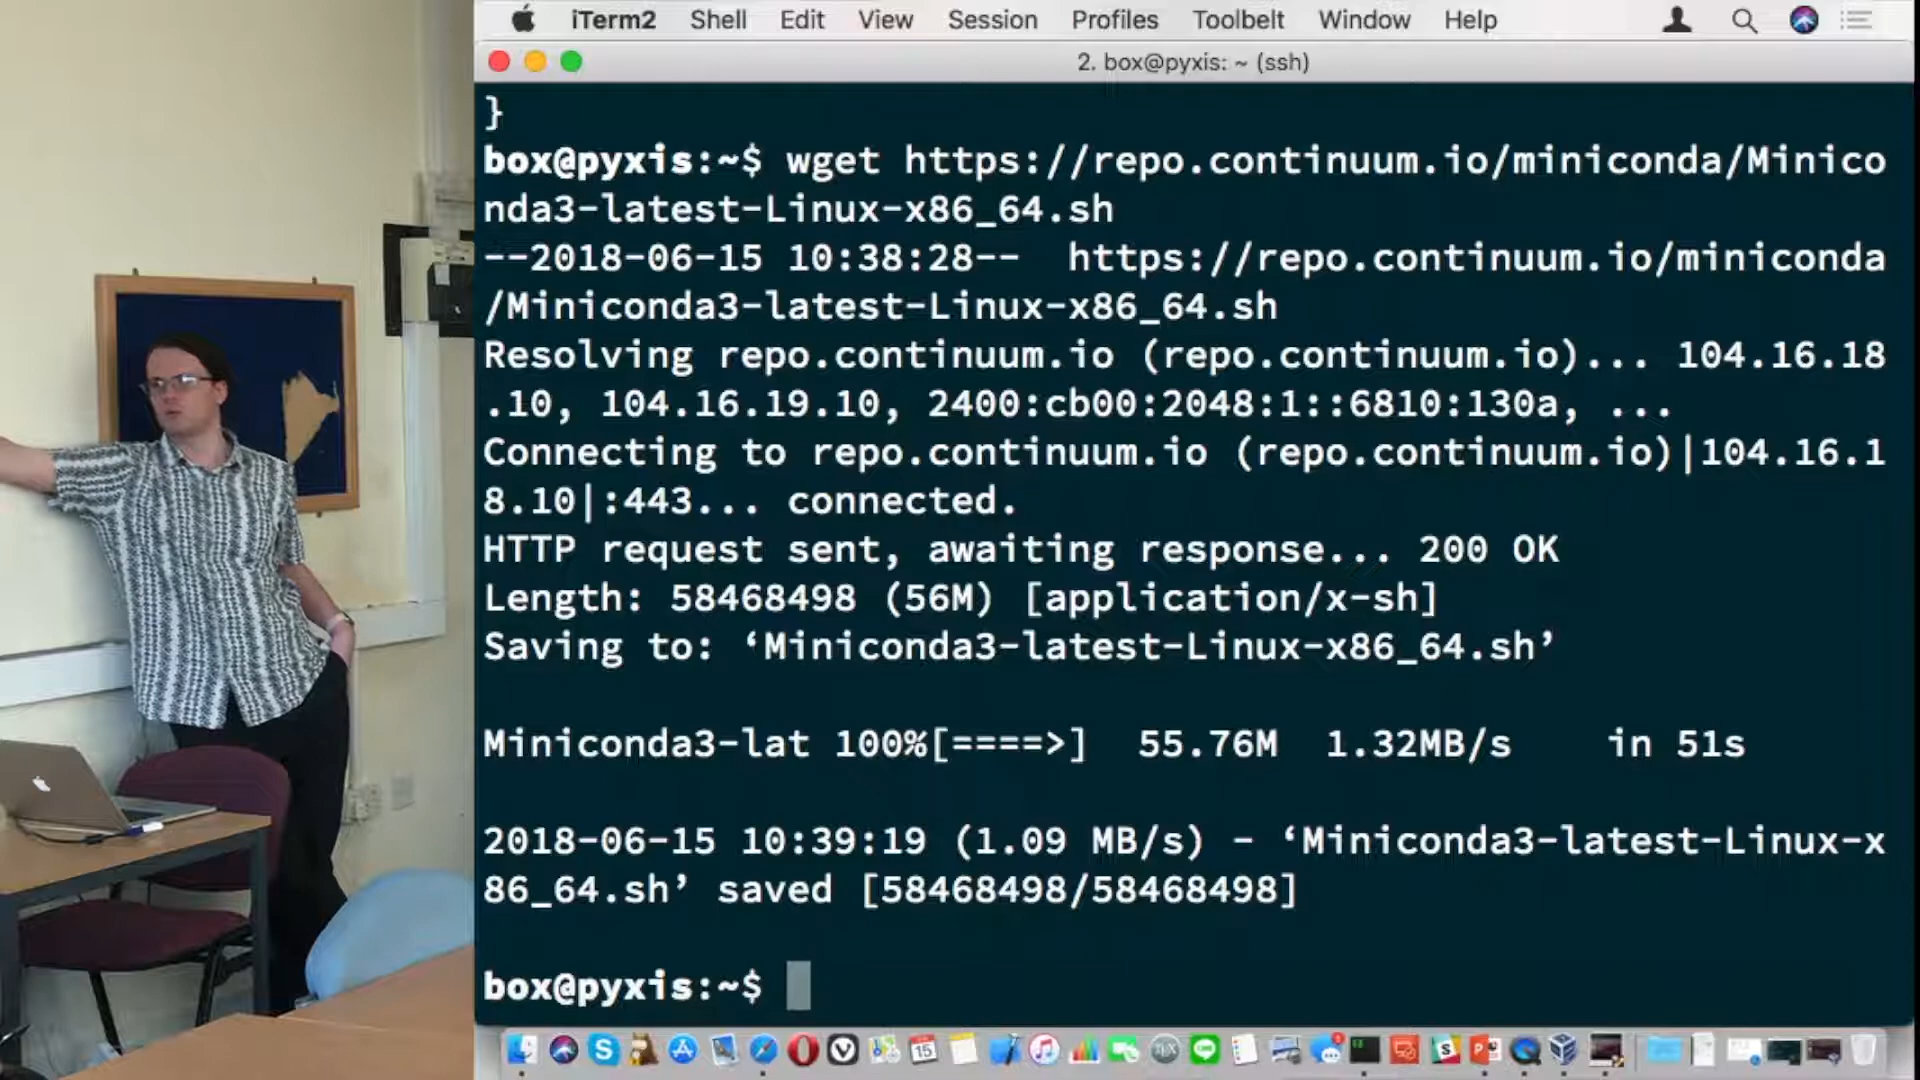 iTerm2 Shell Edit View Session Profiles Toolbelt Window Help
2. box@pyxis: ~ (ssh)
}
box@pyxis:~$ wget https://repo.continuum.io/miniconda/Minico
nda3-latest-Linux-x86_64.sh
--2018-06-15 10:38:28--  https://repo.continuum.io/miniconda
/Miniconda3-latest-Linux-x86_64.sh
Resolving repo.continuum.io (repo.continuum.io)... 104.16.18
.10, 104.16.19.10, 2400:cb00:2048:1::6810:130a, ...
Connecting to repo.continuum.io (repo.continuum.io)|104.16.1
8.10|:443... connected.
HTTP request sent, awaiting response... 200 OK
Length: 58468498 (56M) [application/x-sh]
Saving to: ‘Miniconda3-latest-Linux-x86_64.sh’
Miniconda3-lat 100%[====>]  55.76M  1.32MB/s    in 51s
2018-06-15 10:39:19 (1.09 MB/s) - ‘Miniconda3-latest-Linux-x
86_64.sh’ saved [58468498/58468498]
box@pyxis:~$
15